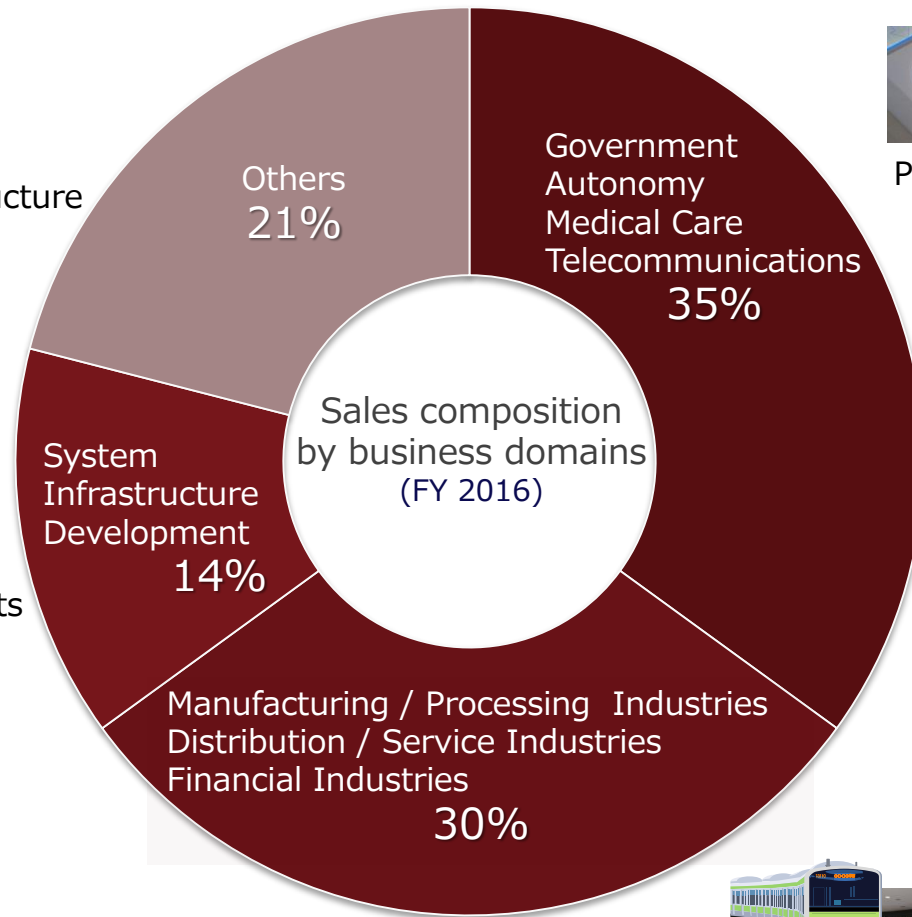 Others
21%
Government
Autonomy
Medical Care
Telecommunications
35%
Sales composition
by business domains
(FY 2016)
System
Infrastructure
Development
14%
Manufacturing / Processing  Industries
Distribution / Service Industries
Financial Industries
30%